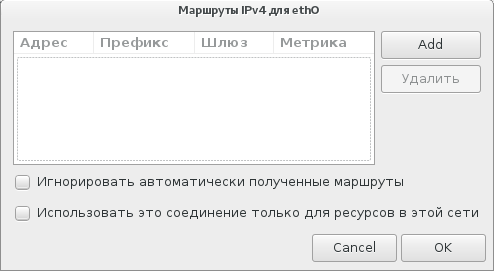 Маршруты IPv4 для eth0
Адрес Префикс Шлюз Метрика
Add
Удалить
Игнорировать автоматически полученные маршруты
Использовать это соединение только для ресурсов в этой сети
Cancel OK